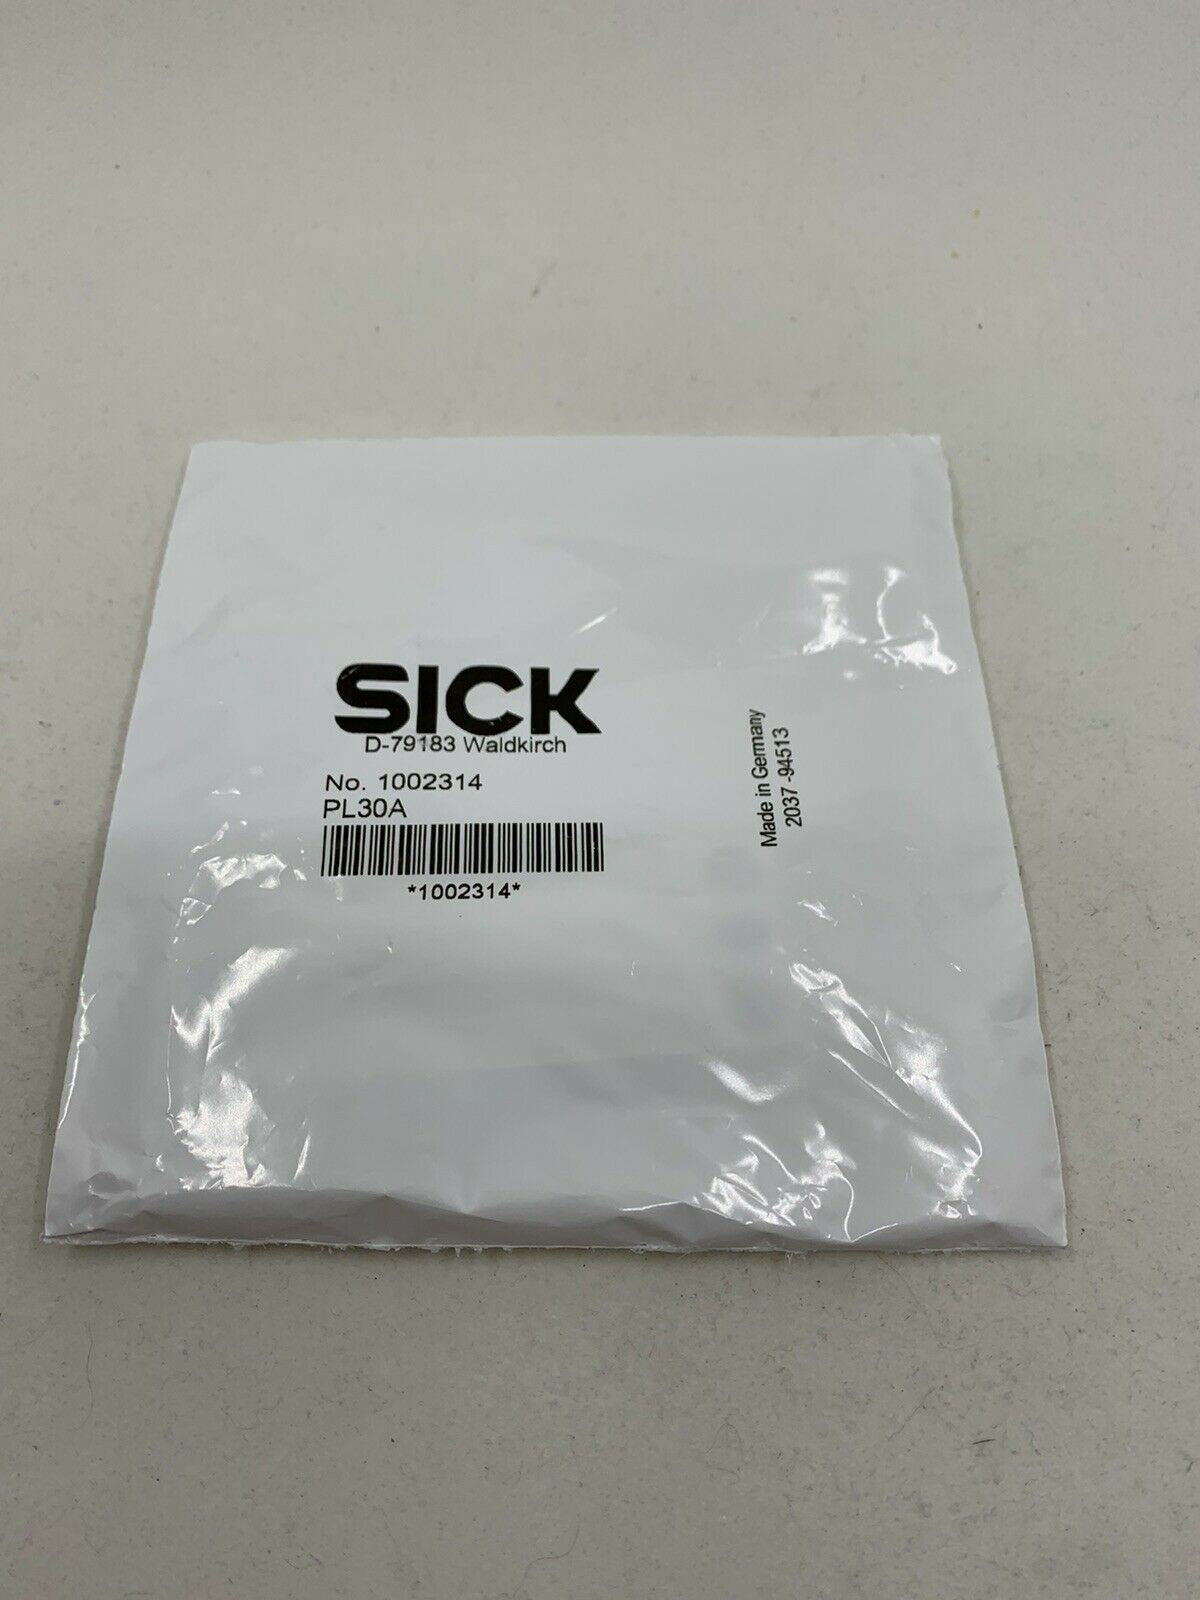 SICK
D-79183 Waldkirch
No. 1002314
PL30A
*1002314*
Made in Germany
2037 -94513